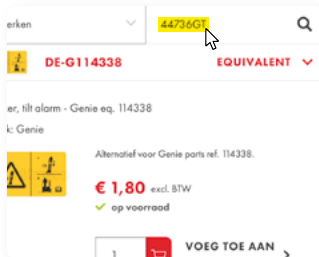 erken
44736GT
DE-G114338
EQUIVALENT
er, tilt alarm - Genie eq. 114338
k: Genie
Alternatief voor Genie parts ref. 114338.
€ 1,80 excl. BTW
op voorraad
1
VOEG TOE AAN